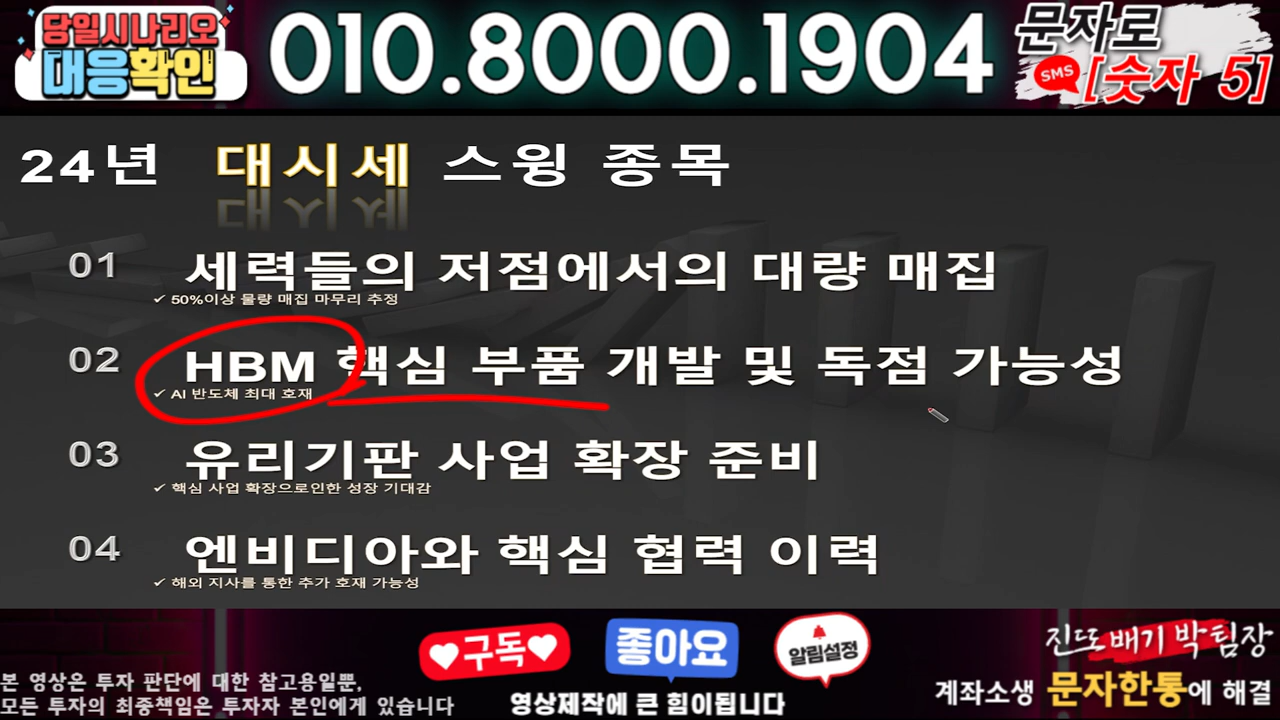 당일시나리오
대응확인
010.8000.1904
문자로
SMS [숫자 5]
24년 대시세 스윙 종목
01 세력들의 저점에서의 대량 매집
✓ 50%이상 물량 매집 마무리 추정
02 HBM 핵심 부품 개발 및 독점 가능성
✓ AI 반도체 최대 호재
03 유리기판 사업 확장 준비
✓ 핵심 사업 확장으로인한 성장 기대감
04 엔비디아와 핵심 협력 이력
✓ 해외 지사를 통한 추가 호재 가능성
본 영상은 투자 판단에 대한 참고용일뿐,
모든 투자의 최종책임은 투자자 본인에게 있습니다
구독
좋아요
알림설정
영상제작에 큰 힘이됩니다
진또배기 박팀장
계좌소생 문자한통에 해결